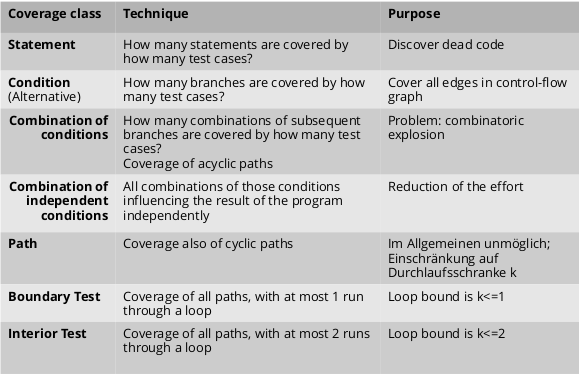 Coverage class Technique Purpose
Statement How many statements are covered by Discover dead code
how many test cases?
Condition How many branches are covered by how Cover all edges in control-flow
(Alternative) many test cases? graph
Combination of How many combinations of subsequent Problem: combinatoric
conditions branches are covered by how many test explosion
cases?
Coverage of acyclic paths
Combination of All combinations of those conditions Reduction of the effort
independent influencing the result of the program
conditions independently
Path Coverage also of cyclic paths Im Allgemeinen unmöglich;
Einschränkung auf
Durchlaufsschranke k
Boundary Test Coverage of all paths, with at most 1 run Loop bound is k<=1
through a loop
Interior Test Coverage of all paths, with at most 2 runs Loop bound is k<=2
through a loop